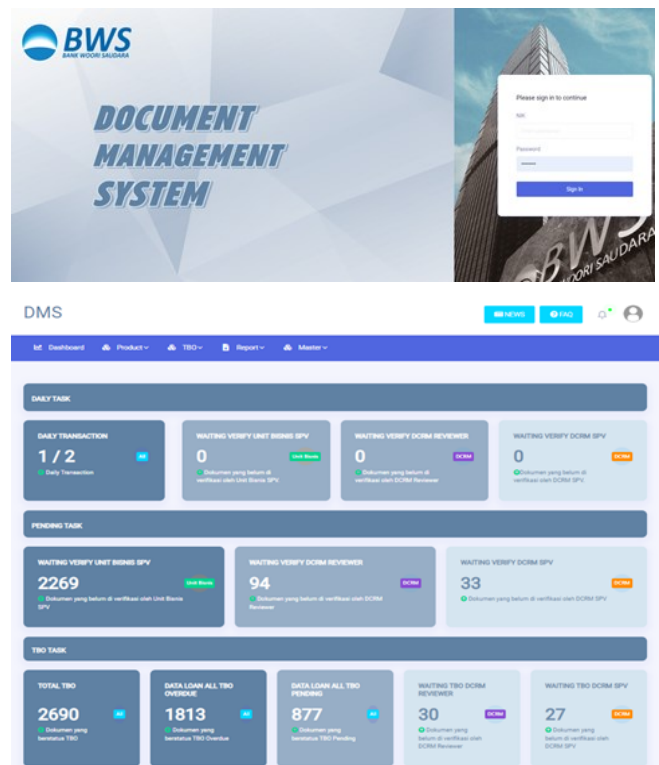 BWS
BANK WOORI SAUDARA
DOCUMENT
MANAGEMENT
SYSTEM
Please sign in to continue
NIK
Password
Sign In
BWS
WOORI SAUDARA
DMS
NEWS
FAQ
Dashboard
Product
TBO
Report
Master
DAILY TASK
DAILY TRANSACTION
1 / 2
All
Daily Transaction
WAITING VERIFY UNIT BISNIS SPV
0
Unit Bisnis
Dokumen yang belum di
verifikasi oleh Unit Bisnis SPV
WAITING VERIFY DCRM REVIEWER
0
DCRM
Dokumen yang belum di
verifikasi oleh DCRM Reviewer
WAITING VERIFY DCRM SPV
0
DCRM
Dokumen yang belum di
verifikasi oleh DCRM SPV
PENDING TASK
WAITING VERIFY UNIT BISNIS SPV
2269
Unit Bisnis
Dokumen yang belum di verifikasi oleh Unit Bisnis
SPV
WAITING VERIFY DCRM REVIEWER
94
DCRM
Dokumen yang belum di verifikasi oleh DCRM
Reviewer
WAITING VERIFY DCRM SPV
33
DCRM
Dokumen yang belum di verifikasi oleh DCRM SPV
TBO TASK
TOTAL TBO
2690
All
Dokumen yang
berstatus TBO
DATA LOAN ALL TBO
OVERDUE
1813
All
Dokumen yang
berstatus TBO Overdue
DATA LOAN ALL TBO
PENDING
877
All
Dokumen yang
berstatus TBO Pending
WAITING TBO DCRM
REVIEWER
30
DCRM
Dokumen yang
belum di verifikasi oleh
DCRM Reviewer
WAITING TBO DCRM SPV
27
DCRM
Dokumen yang
belum di verifikasi oleh
DCRM SPV